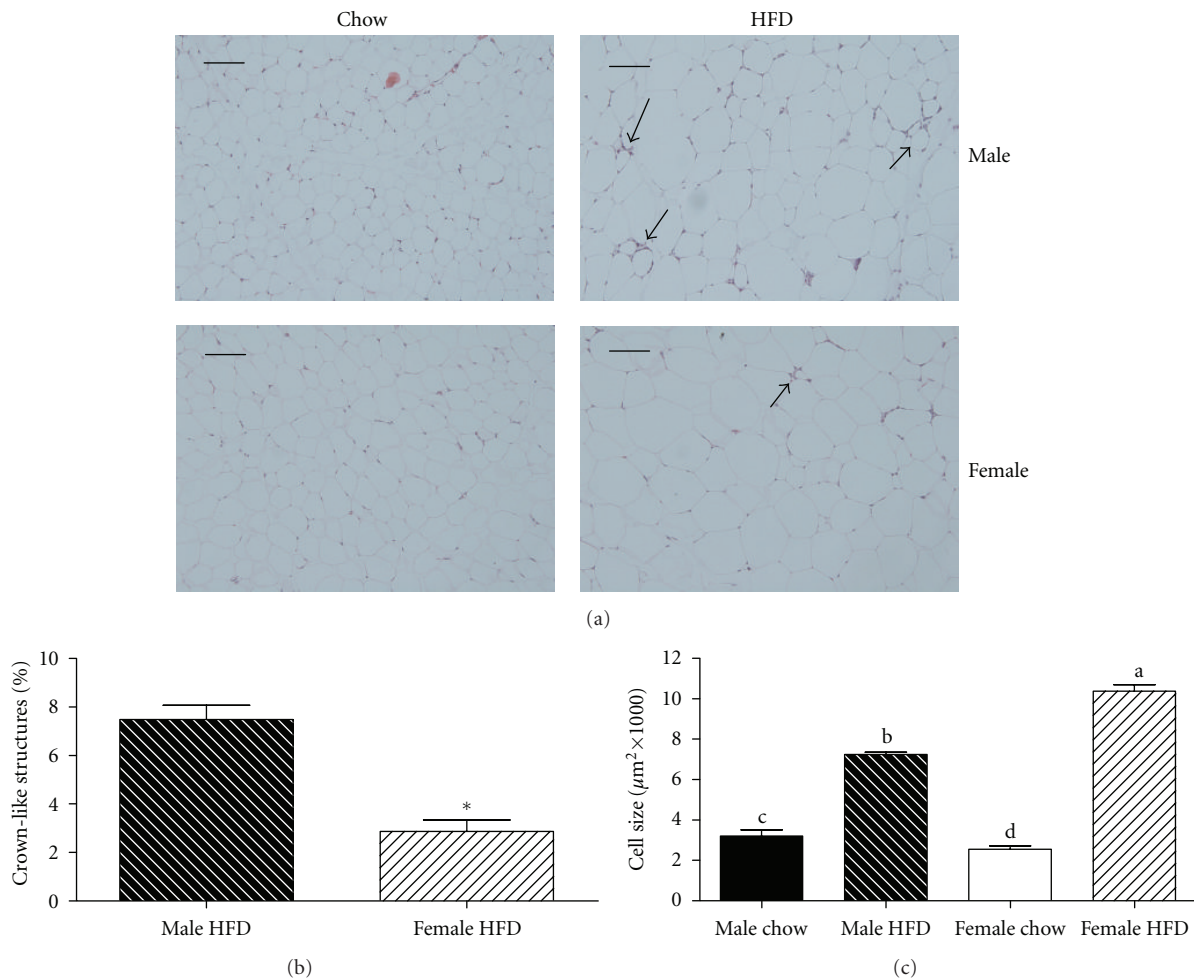 Chow
HFD
Male
Female
(a)
Crown-like structures (%)
10
8
6
4
2
0
*
Male HFD
Female HFD
(b)
Cell size (μm²×1000)
12
10
8
6
4
2
0
c
b
d
a
Male chow
Male HFD
Female chow
Female HFD
(c)